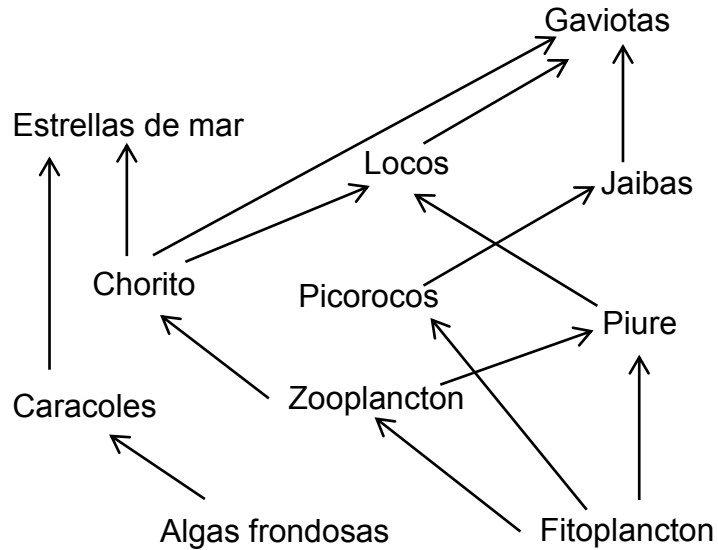 Gaviotas
Estrellas de mar
Locos
Jaibas
Chorito
Picorocos
Piure
Caracoles
Zooplancton
Algas frondosas
Fitoplancton